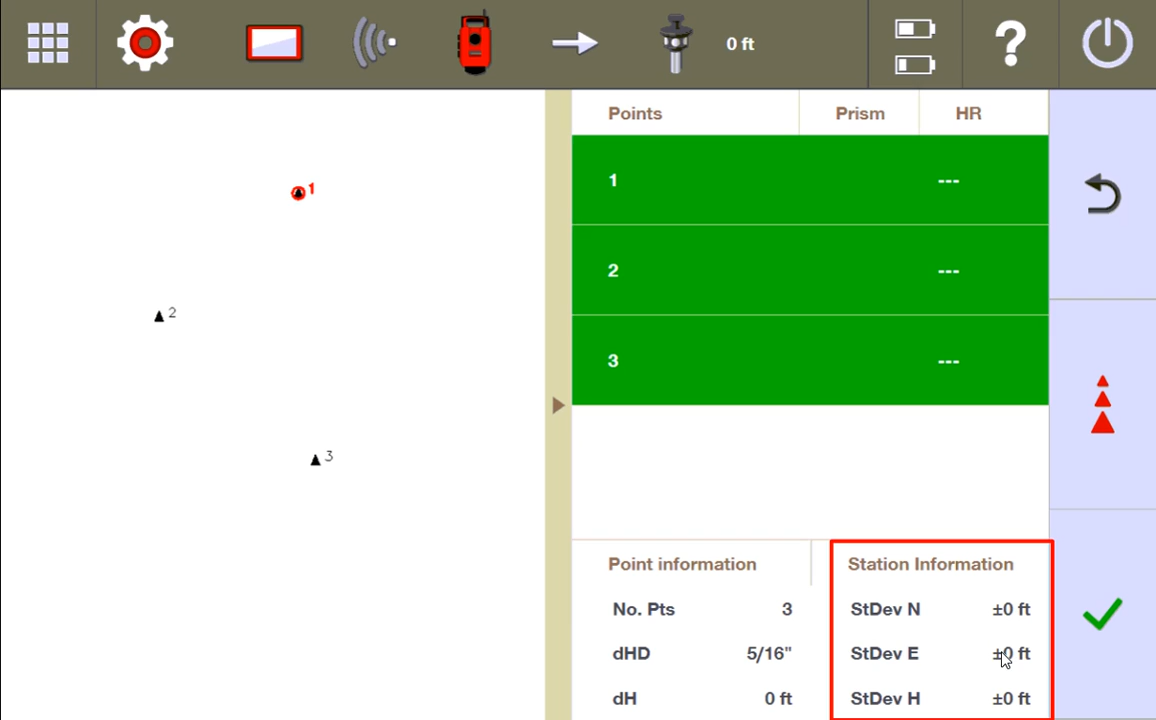 0 ft
?
Points Prism HR
1 ---
2 ---
3 ---
1
2
3
Point information
No. Pts 3
dHD 5/16"
dH 0 ft
Station Information
StDev N ±0 ft
StDev E ±0 ft
StDev H ±0 ft